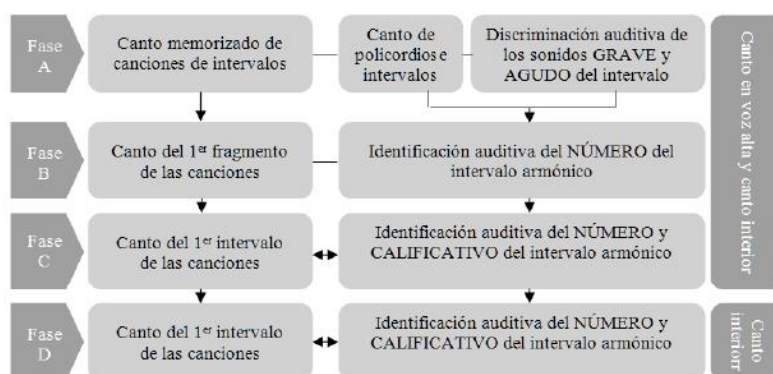 Fase
A
Canto memorizado de
canciones de intervalos
Canto de
policordios e
intervalos
Discriminación auditiva de
los sonidos GRAVE y
AGUDO del intervalo
Fase
B
Canto del 1er fragmento
de las canciones
Identificación auditiva del NÚMERO del
intervalo armónico
Fase
C
Canto del 1er intervalo
de las canciones
Identificación auditiva del NÚMERO y
CALIFICATIVO del intervalo armónico
Canto en voz alta y canto interior
Fase
D
Canto del 1er intervalo
de las canciones
Identificación auditiva del NÚMERO y
CALIFICATIVO del intervalo armónico
Canto
interiorr